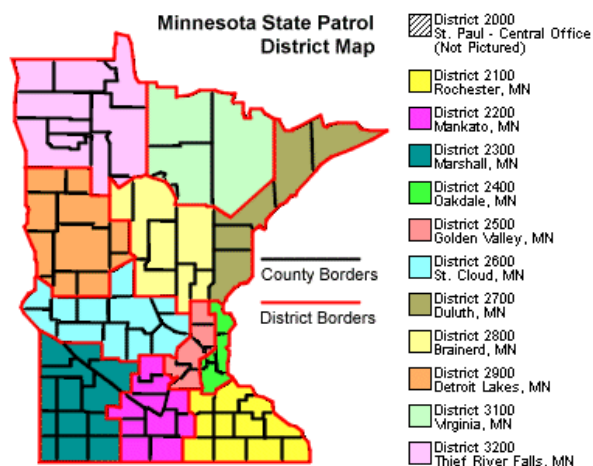 Minnesota State Patrol
District Map
County Borders
District Borders
District 2000
St. Paul - Central Office
(Not Pictured)
District 2100
Rochester, MN
District 2200
Mankato, MN
District 2300
Marshall, MN
District 2400
Oakdale, MN
District 2500
Golden Valley, MN
District 2600
St. Cloud, MN
District 2700
Duluth, MN
District 2800
Brainerd, MN
District 2900
Detroit Lakes, MN
District 3100
Virginia, MN
District 3200
Thief River Falls, MN